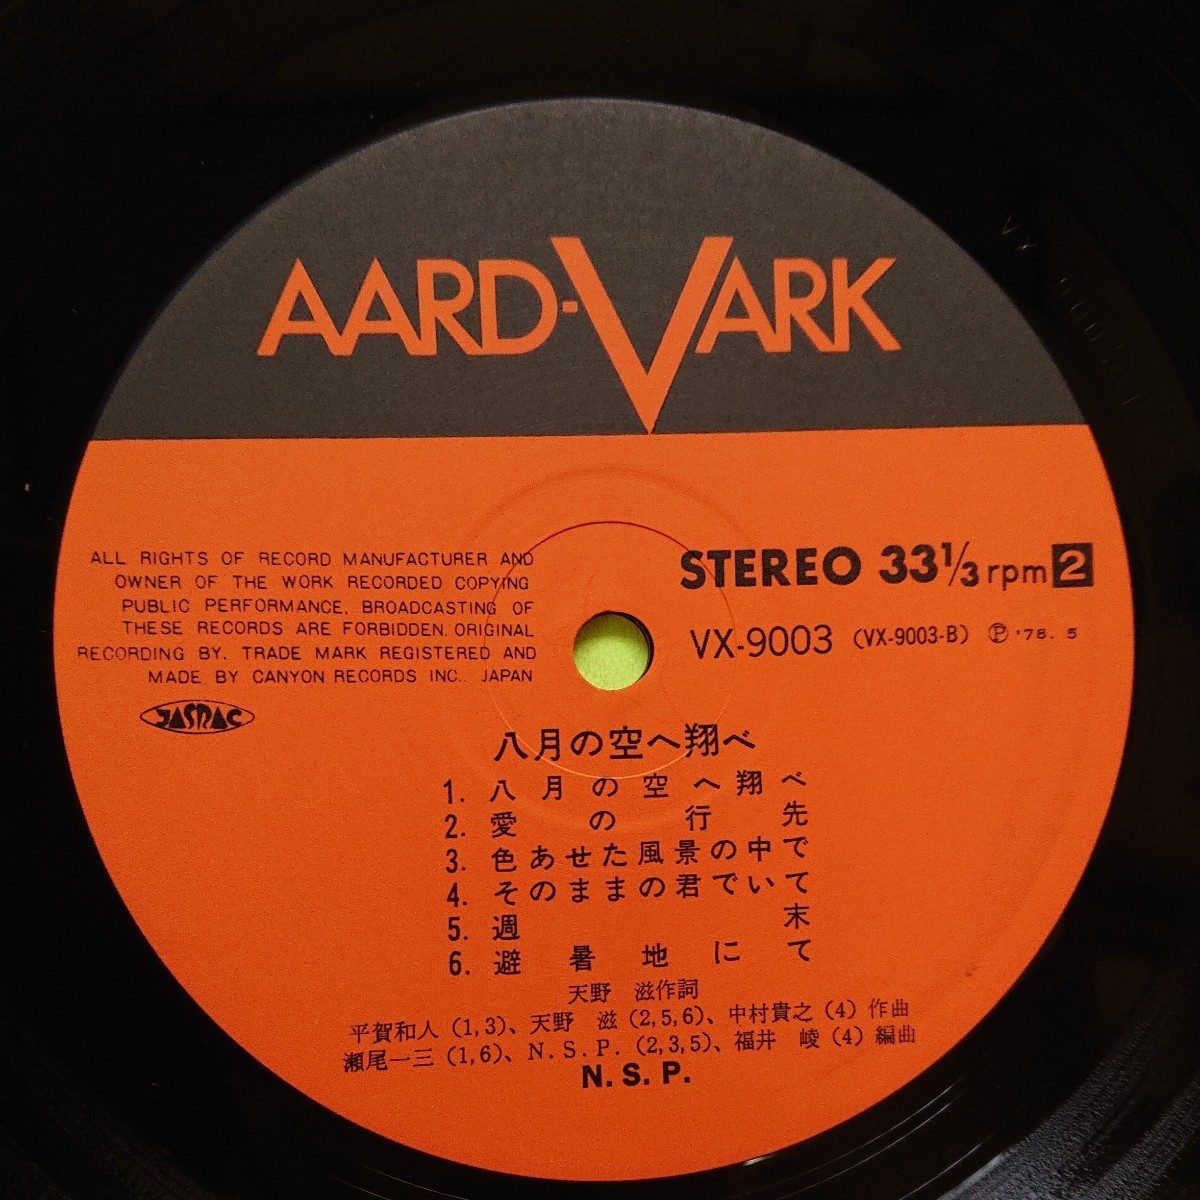 AARD-VARK
ALL RIGHTS OF RECORD MANUFACTURER AND
OWNER OF THE WORK RECORDED COPYING
PUBLIC PERFORMANCE. BROADCASTING OF
THESE RECORDS ARE FORBIDDEN. ORIGINAL
RECORDING BY. TRADE MARK REGISTERED AND
MADE BY CANYON RECORDS INC.. JAPAN
JASRAC
STEREO 33 1/3 rpm 2
VX-9003 (VX-9003-B) ℗ '78. 5
八月の空へ翔べ
1. 八月の空へ翔べ
2. 愛の行先
3. 色あせた風景の中で
4. そのままの君でいて
5. 週末
6. 避暑地にて
天野 滋作詞
平賀和人 (1,3)、天野 滋 (2,5,6)、中村貴之 (4) 作曲
瀬尾一三 (1,6)、N.S.P. (2,3,5)、福井 峻 (4) 編曲
N. S. P.